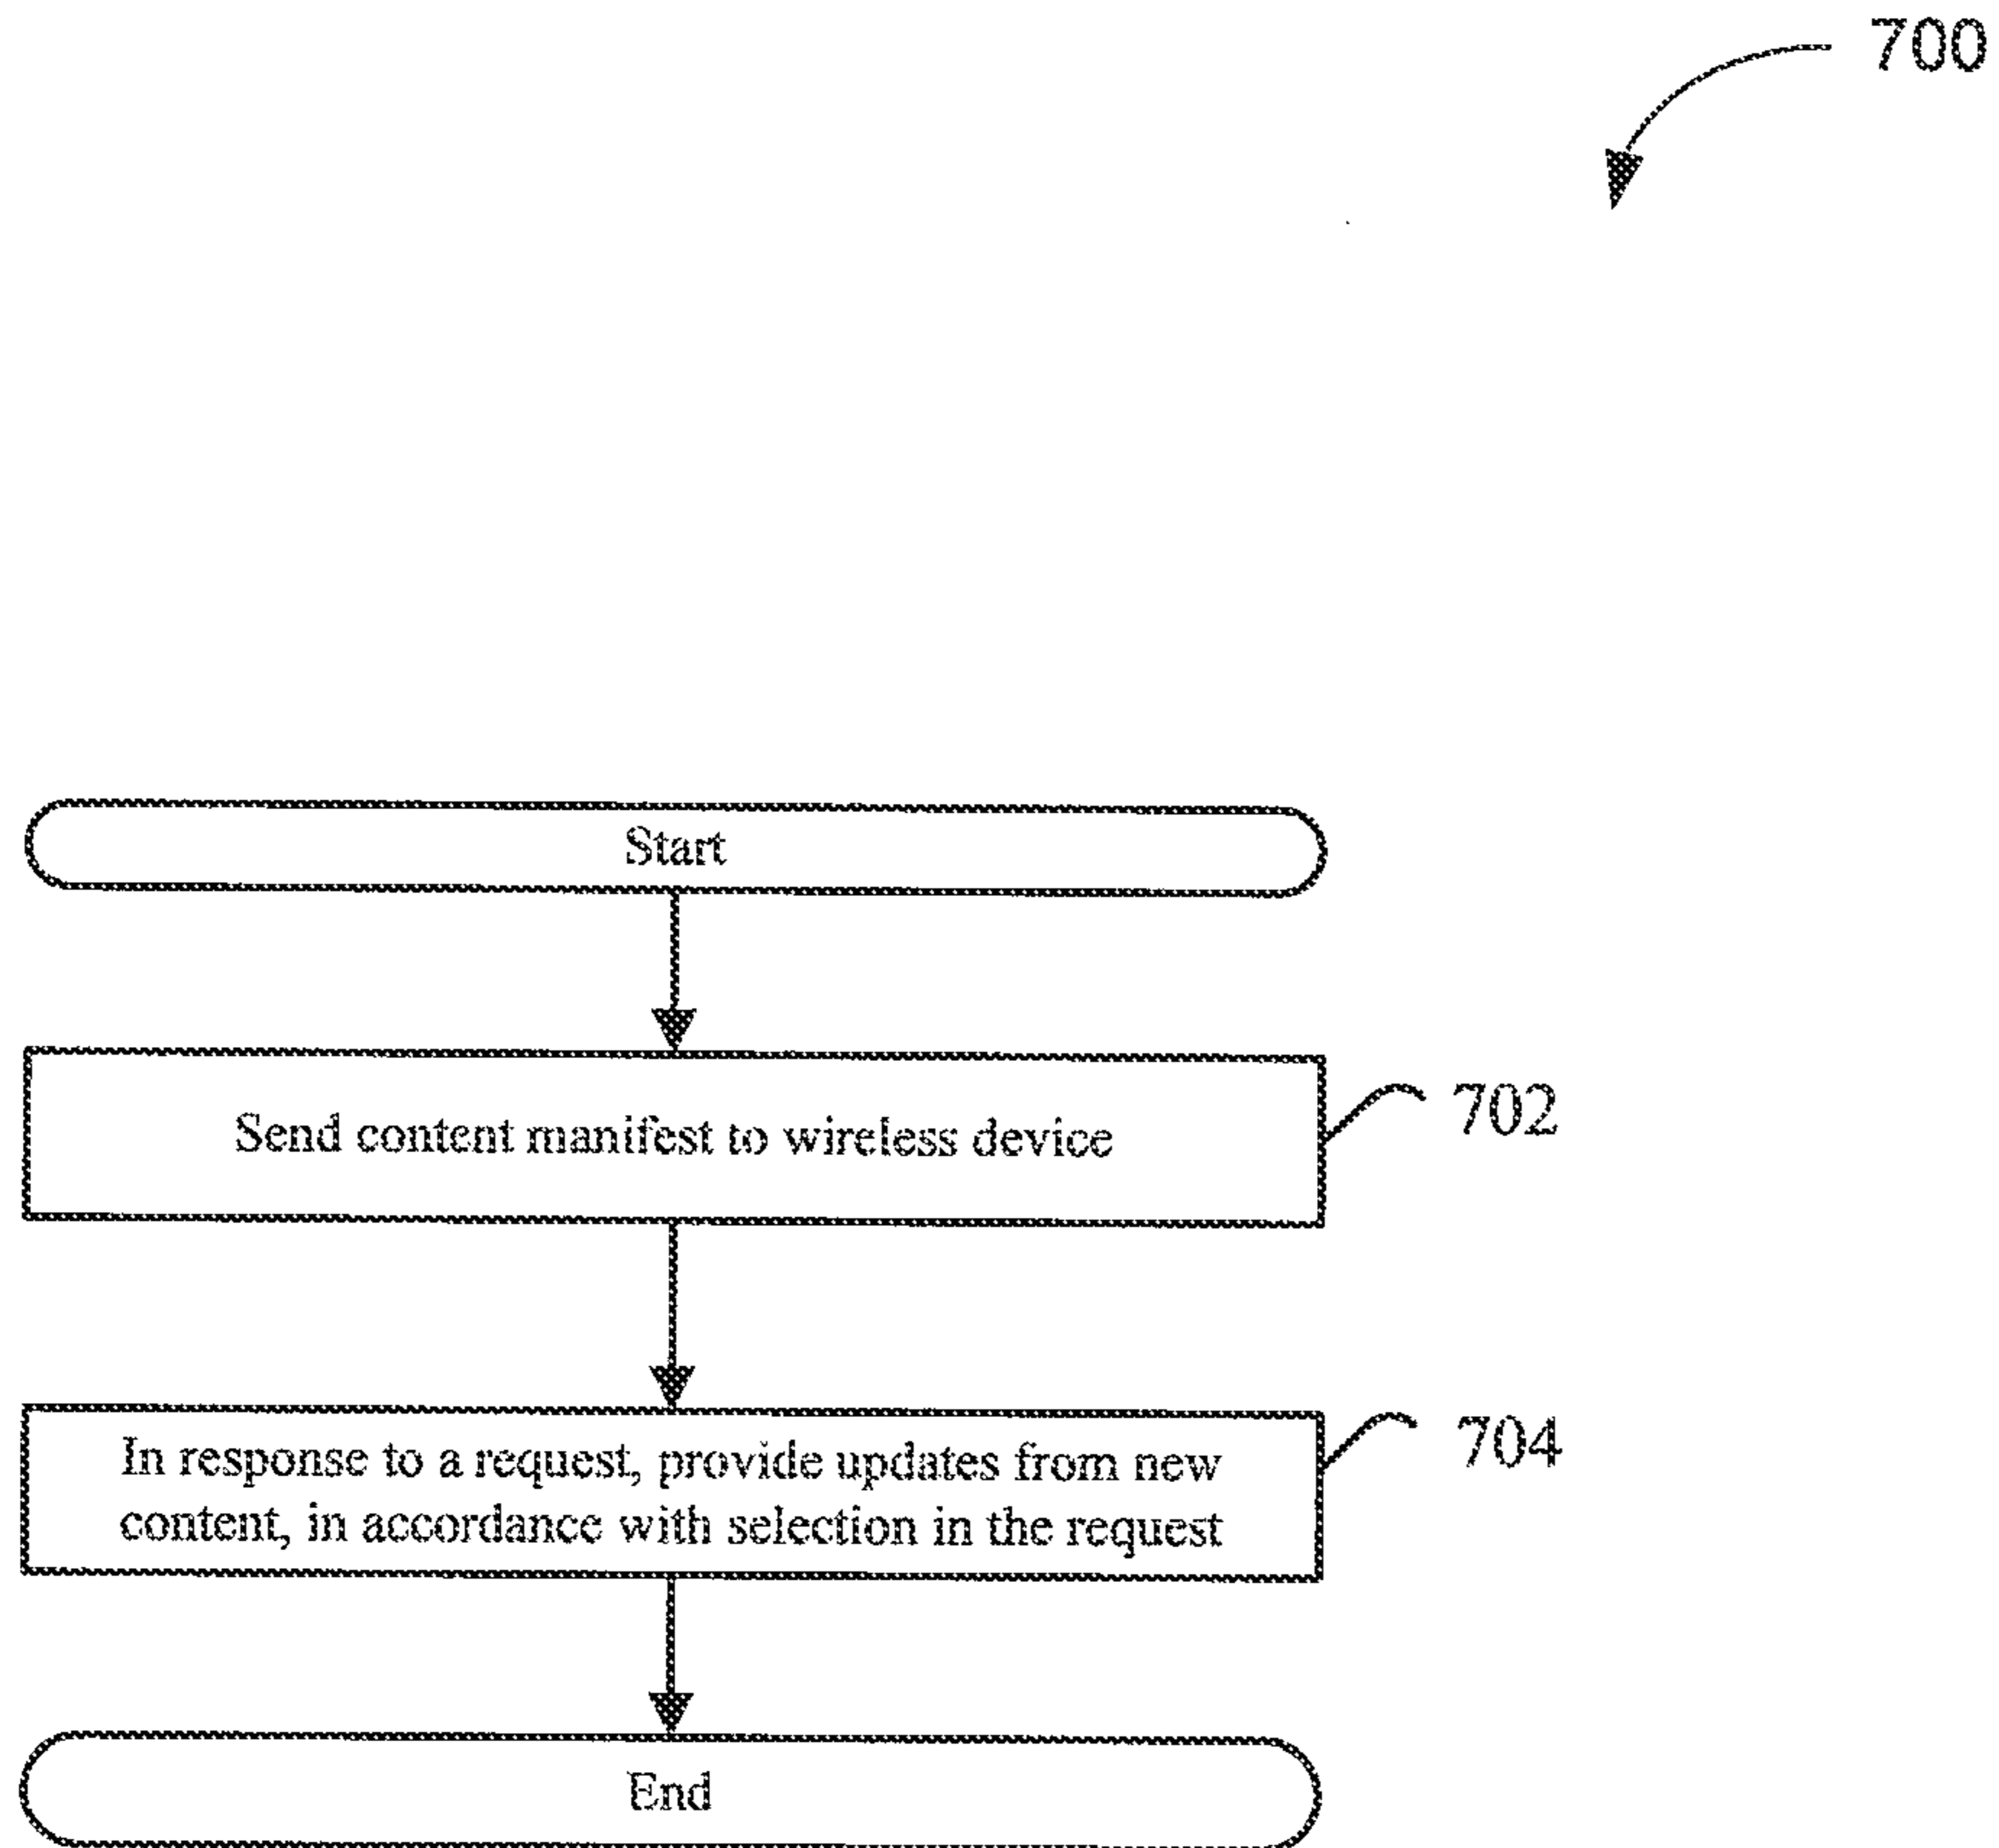 700
Start
Send content manifest to wireless device
702
In response to a request, provide updates from new
content, in accordance with selection in the request
704
End